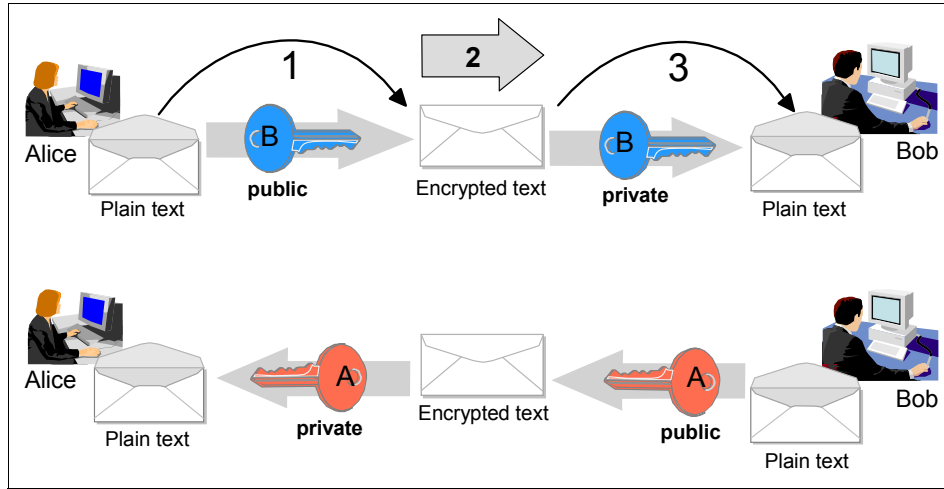 1
2
3
Alice
B
B
Bob
public
Encrypted text
private
Plain text
Plain text
Alice
A
A
Bob
private
Encrypted text
public
Plain text
Plain text